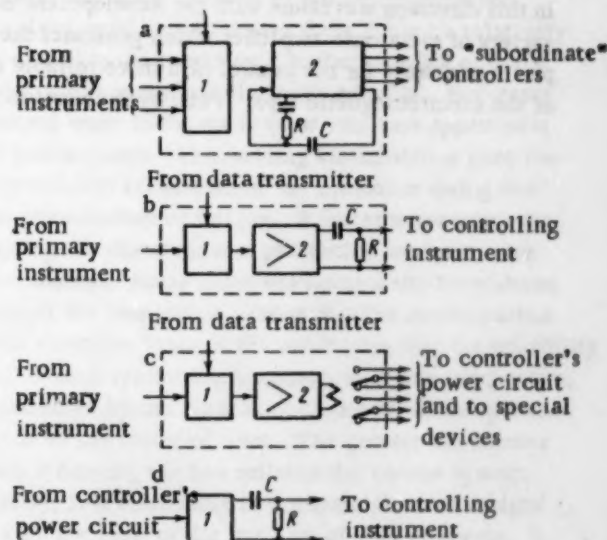 a
From
primary
instruments
1
2
R
C
To "subordinate"
controllers
From data transmitter
b
From
primary
instrument
1
2
C
R
To controlling
instrument
From data transmitter
c
From
primary
instrument
1
2
To controller's
power circuit
and to special
devices
d
From controller's
power circuit
1
C
R
To controlling
instrument